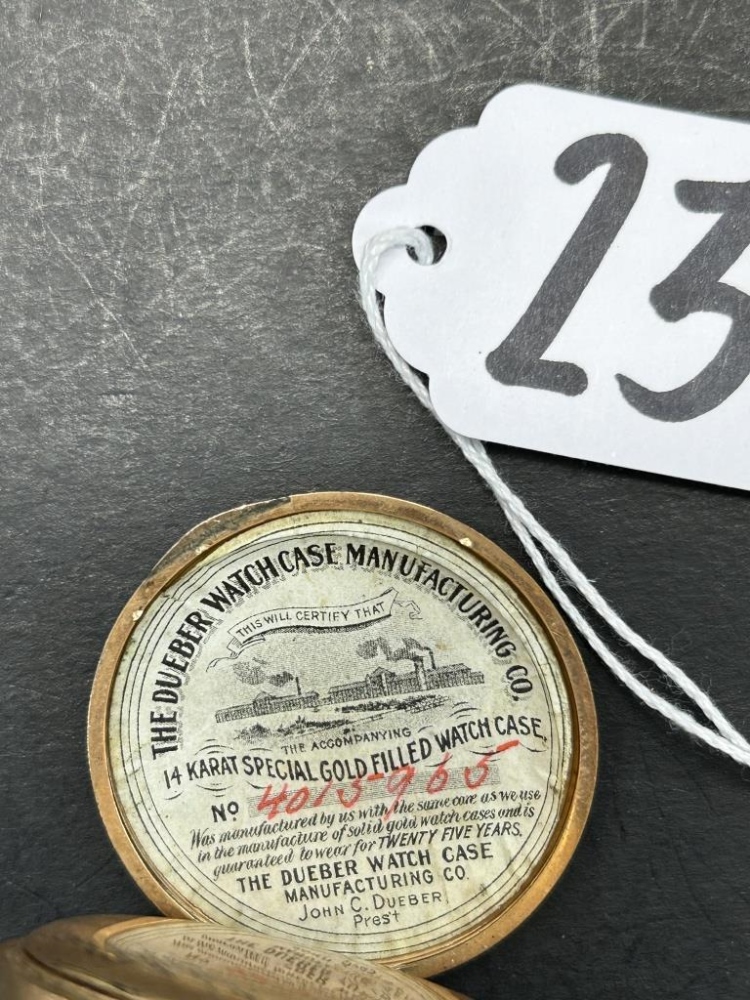 23
THE DUEBER WATCH CASE MANUFACTURING CO.
THIS WILL CERTIFY THAT
THE ACCOMPANYING
14 KARAT SPECIAL GOLD FILLED WATCH CASE.
No 4015965
Was manufactured by us with the same care as we use
in the manufacture of solid gold watch cases and is
guaranteed to wear for TWENTY FIVE YEARS.
THE DUEBER WATCH CASE
MANUFACTURING CO.
JOHN C. DUEBER
Pres't